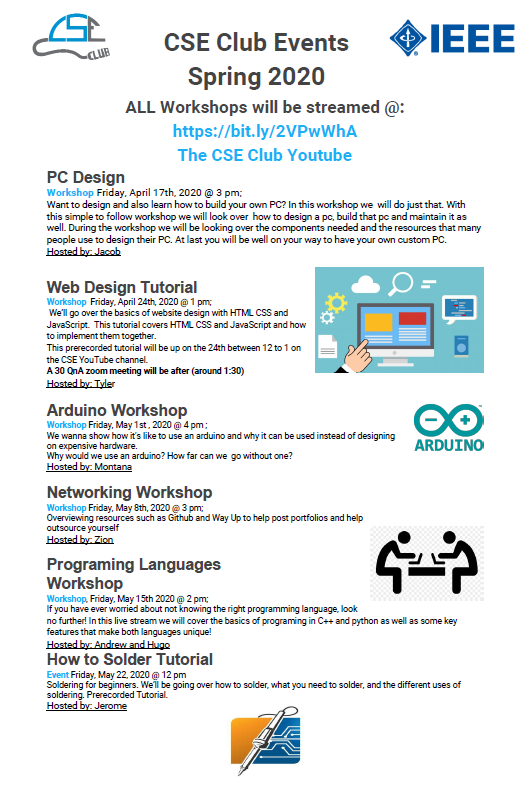 CSE
CLUB
IEEE
CSE Club Events
Spring 2020
ALL Workshops will be streamed @:
https://bit.ly/2VPwWhA
The CSE Club Youtube
PC Design
Workshop Friday, April 17th, 2020 @ 3 pm;
Want to design and also learn how to build your own PC? In this workshop we will do just that. With
this simple to follow workshop we will look over how to design a pc, build that pc and maintain it as
well. During the workshop we will be looking over the components needed and the resources that many
people use to design their PC. At last you will be well on your way to have your own custom PC.
Hosted by: Jacob
Web Design Tutorial
Workshop Friday, April 24th, 2020 @ 1 pm;
We'll go over the basics of website design with HTML CSS and
JavaScript. This tutorial covers HTML CSS and JavaScript and how
to implement them together.
This prerecorded tutorial will be up on the 24th between 12 to 1 on
the CSE YouTube channel.
A 30 QnA zoom meeting will be after (around 1:30)
Hosted by: Tyler
Arduino Workshop
Workshop Friday, May 1st , 2020 @ 4 pm ;
We wanna show how it's like to use an arduino and why it can be used instead of designing
on expensive hardware.
Why would we use an arduino? How far can we go without one?
Hosted by: Montana
ARDUINO
Networking Workshop
Workshop Friday, May 8th, 2020 @ 3 pm;
Overviewing resources such as Github and Way Up to help post portfolios and help
outsource yourself
Hosted by: Zion
Programing Languages
Workshop
Workshop, Friday, May 15th 2020 @ 2 pm;
If you have ever worried about not knowing the right programming language, look
no further! In this live stream we will cover the basics of programing in C++ and python as well as some key
features that make both languages unique!
Hosted by: Andrew and Hugo
How to Solder Tutorial
Event Friday, May 22, 2020 @ 12 pm
Soldering for beginners. We'll be going over how to solder, what you need to solder, and the different uses of
soldering. Prerecorded Tutorial.
Hosted by: Jerome